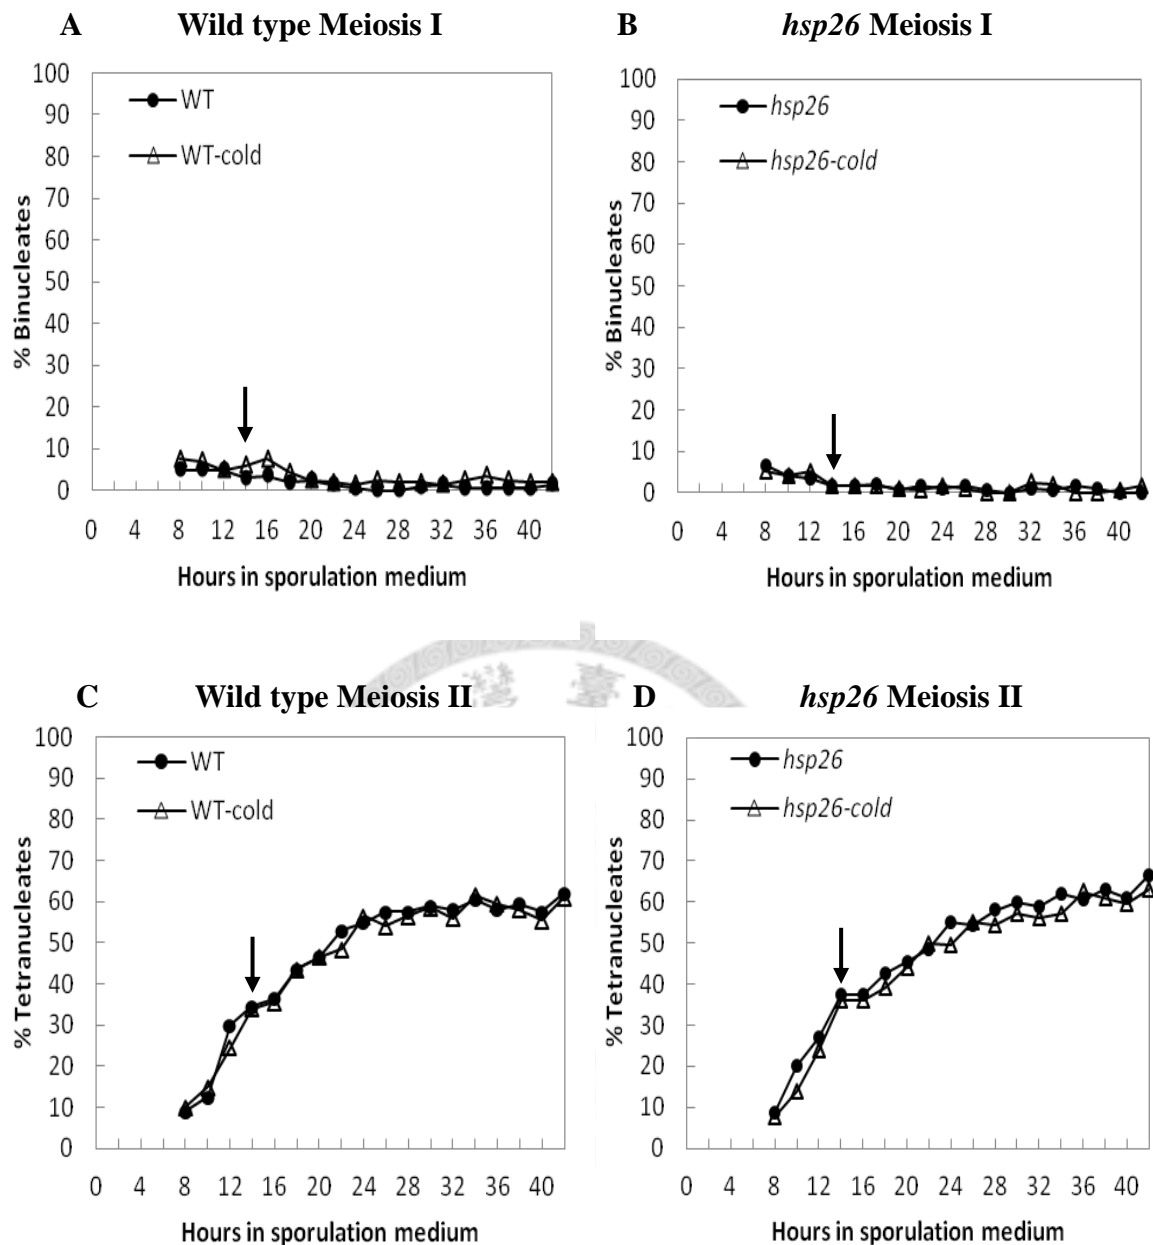 A Wild type Meiosis I
B hsp26 Meiosis I
100
90
80
70
60
50
40
30
20
10
0
% Binucleates
WT
WT-cold
0 4 8 12 16 20 24 28 32 36 40
Hours in sporulation medium
100
90
80
70
60
50
40
30
20
10
0
% Binucleates
hsp26
hsp26-cold
0 4 8 12 16 20 24 28 32 36 40
Hours in sporulation medium
C Wild type Meiosis II
D hsp26 Meiosis II
100
90
80
70
60
50
40
30
20
10
0
% Tetranucleates
WT
WT-cold
0 4 8 12 16 20 24 28 32 36 40
Hours in sporulation medium
100
90
80
70
60
50
40
30
20
10
0
% Tetranucleates
hsp26
hsp26-cold
0 4 8 12 16 20 24 28 32 36 40
Hours in sporulation medium